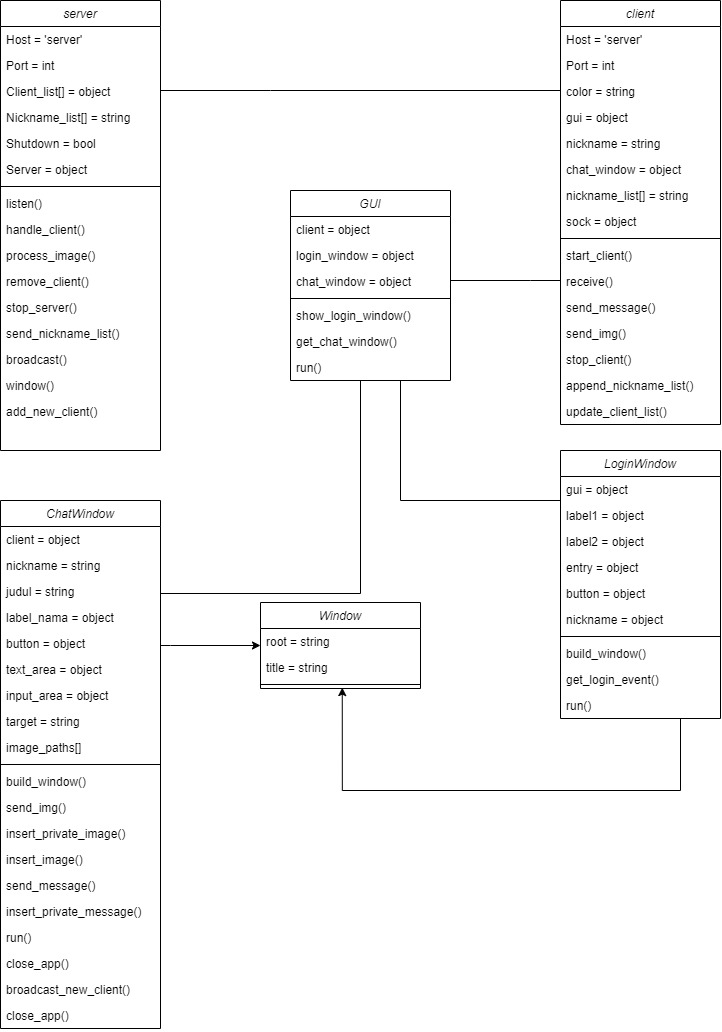 server
Host = 'server'
Port = int
Client_list[] = object
Nickname_list[] = string
Shutdown = bool
Server = object
listen()
handle_client()
process_image()
remove_client()
stop_server()
send_nickname_list()
broadcast()
window()
add_new_client()
client
Host = 'server'
Port = int
color = string
gui = object
nickname = string
chat_window = object
nickname_list[] = string
sock = object
start_client()
receive()
send_message()
send_img()
stop_client()
append_nickname_list()
update_client_list()
GUI
client = object
login_window = object
chat_window = object
show_login_window()
get_chat_window()
run()
LoginWindow
gui = object
label1 = object
label2 = object
entry = object
button = object
nickname = object
build_window()
get_login_event()
run()
ChatWindow
client = object
nickname = string
judul = string
label_nama = object
button = object
text_area = object
input_area = object
target = string
image_paths[]
build_window()
send_img()
insert_private_image()
insert_image()
send_message()
insert_private_message()
run()
close_app()
broadcast_new_client()
close_app()
Window
root = string
title = string